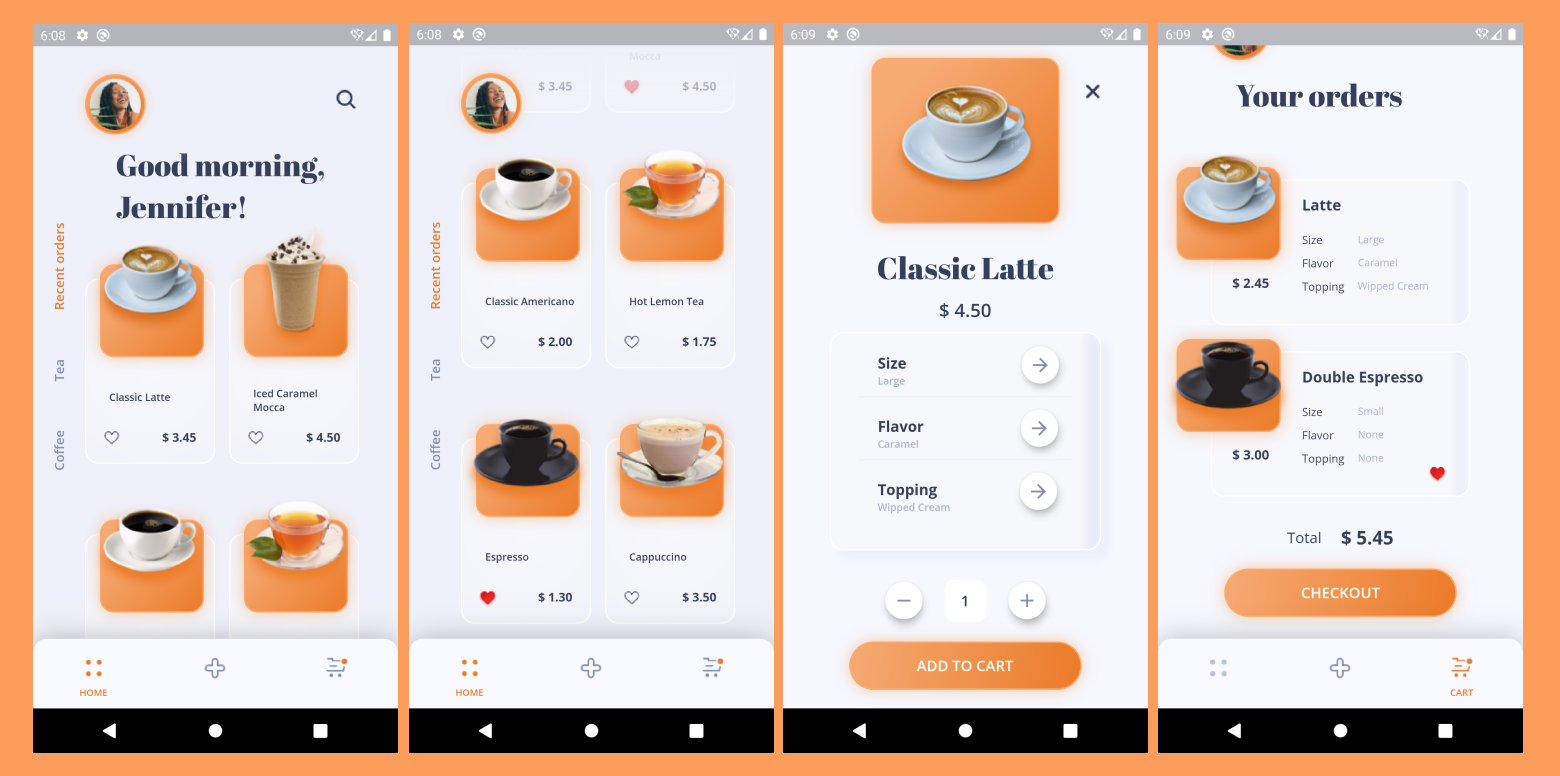 6:08
Good morning,
Jennifer!
Recent orders
Tea
Coffee
Classic Latte
$ 3.45
Iced Caramel
Mocca
$ 4.50
HOME
6:08
Mocca
$ 3.45
$ 4.50
Recent orders
Tea
Coffee
Classic Americano
$ 2.00
Hot Lemon Tea
$ 1.75
Espresso
$ 1.30
Cappuccino
$ 3.50
HOME
6:09
Classic Latte
$ 4.50
Size
Large
Flavor
Caramel
Topping
Wipped Cream
1
ADD TO CART
6:09
Your orders
Latte
Size Large
Flavor Caramel
Topping Wipped Cream
$ 2.45
Double Espresso
Size Small
Flavor None
Topping None
$ 3.00
Total $ 5.45
CHECKOUT
CART